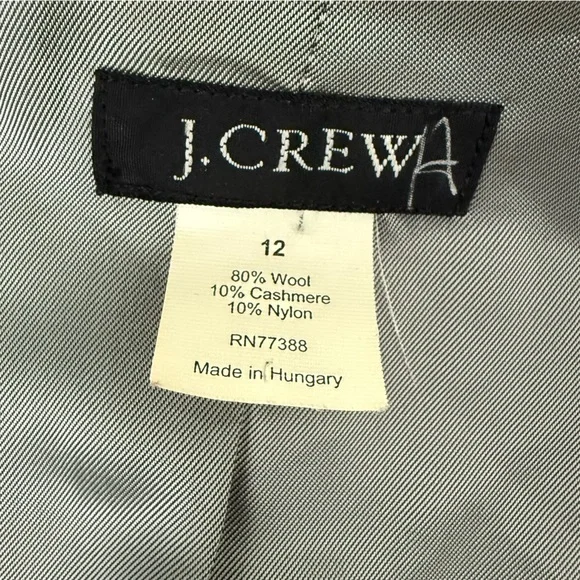 J.CREW
12
80% Wool
10% Cashmere
10% Nylon
RN77388
Made in Hungary